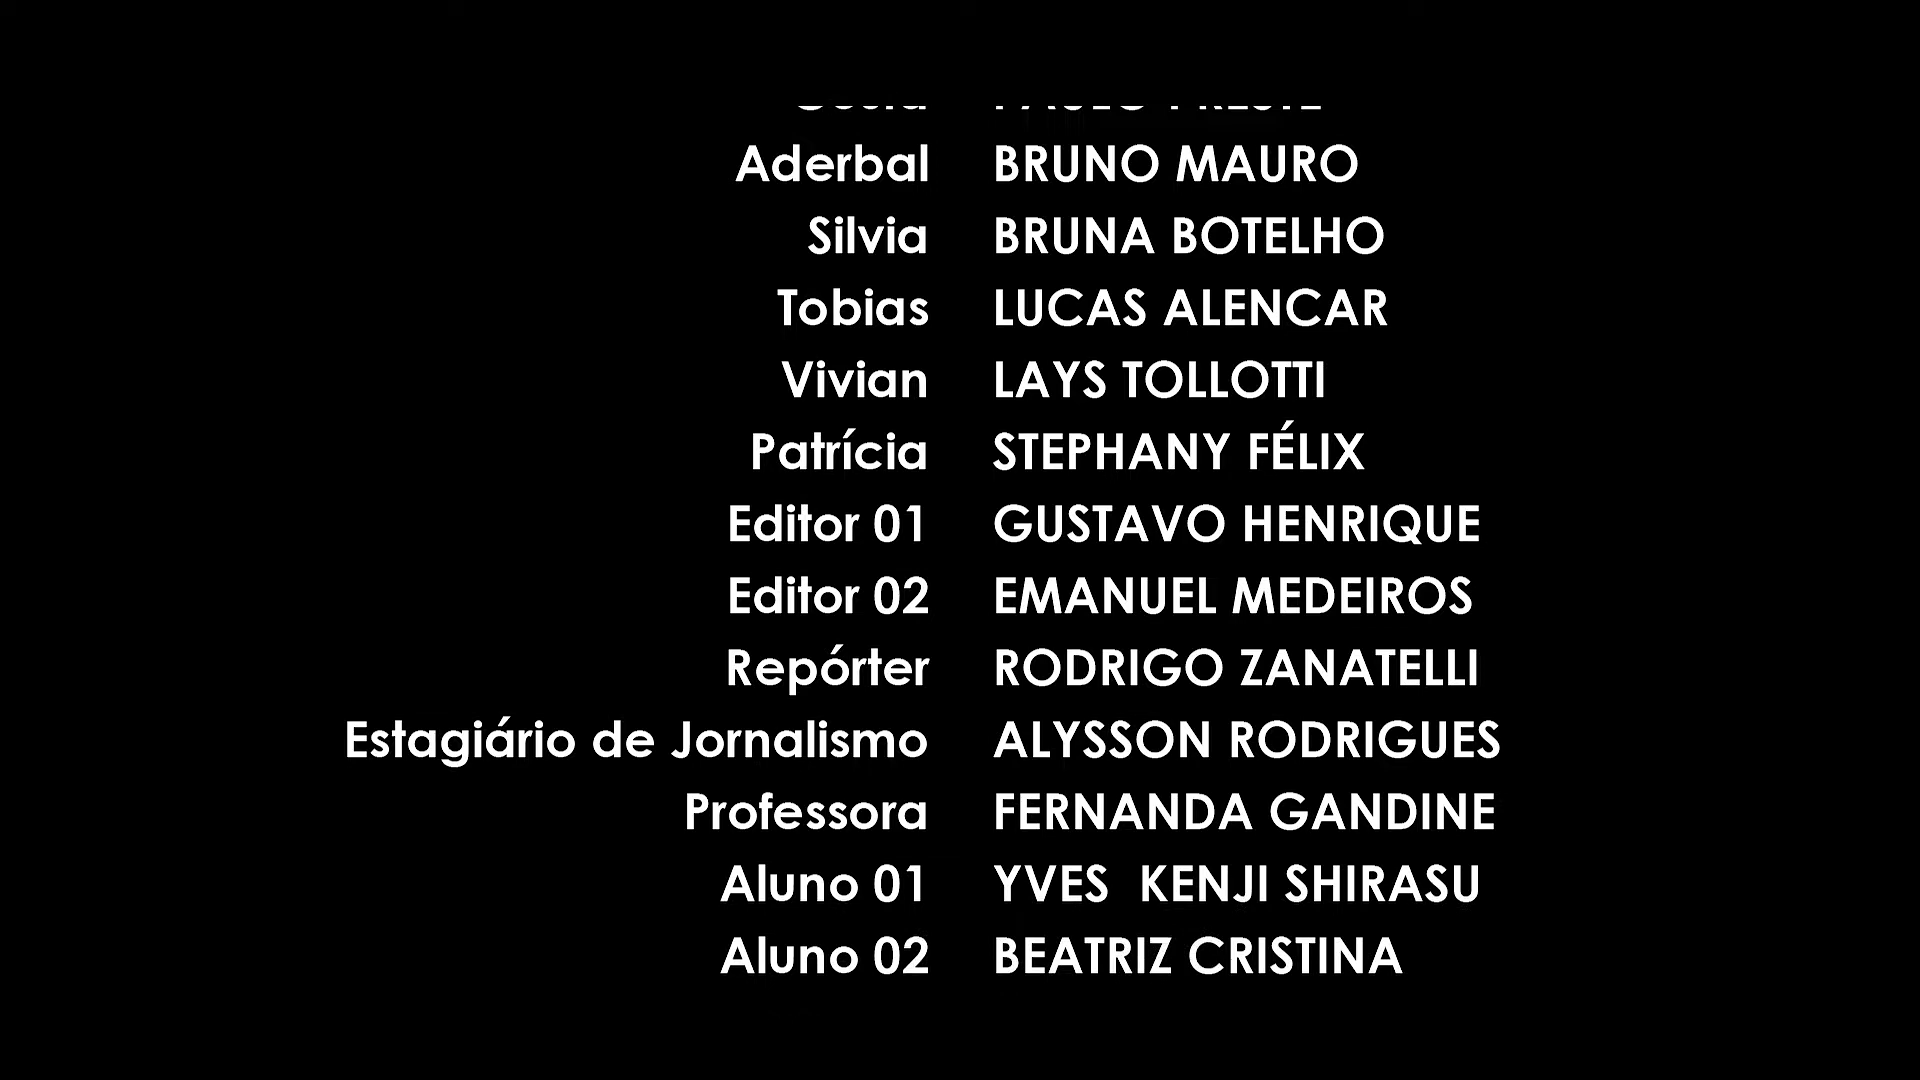 Aderbal BRUNO MAURO
Silvia BRUNA BOTELHO
Tobias LUCAS ALENCAR
Vivian LAYS TOLLOTTI
Patrícia STEPHANY FÉLIX
Editor 01 GUSTAVO HENRIQUE
Editor 02 EMANUEL MEDEIROS
Repórter RODRIGO ZANATELLI
Estagiário de Jornalismo ALYSSON RODRIGUES
Professora FERNANDA GANDINE
Aluno 01 YVES KENJI SHIRASU
Aluno 02 BEATRIZ CRISTINA